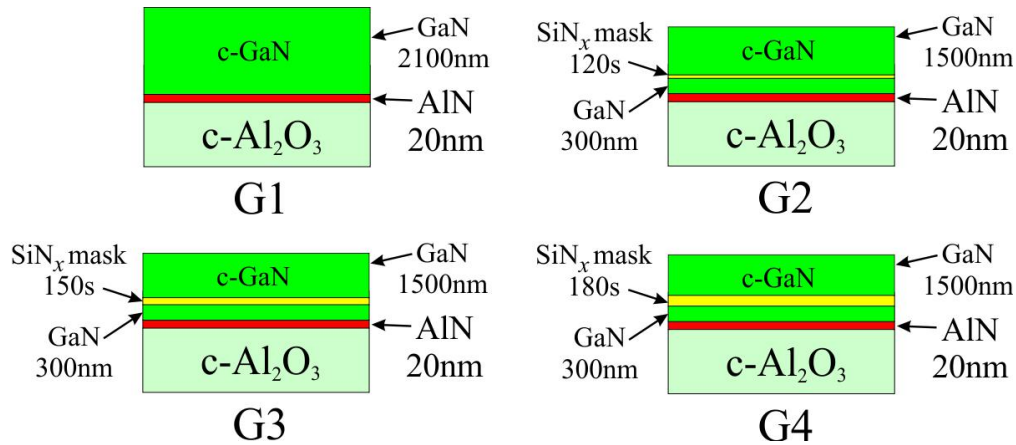 GaN
2100nm
c-GaN
AlN
20nm
c-Al₂O₃
G1
SiNₓ mask
120s
GaN
300nm
c-GaN
GaN
1500nm
AlN
20nm
c-Al₂O₃
G2
SiNₓ mask
150s
GaN
300nm
c-GaN
GaN
1500nm
AlN
20nm
c-Al₂O₃
G3
SiNₓ mask
180s
GaN
300nm
c-GaN
GaN
1500nm
AlN
20nm
c-Al₂O₃
G4